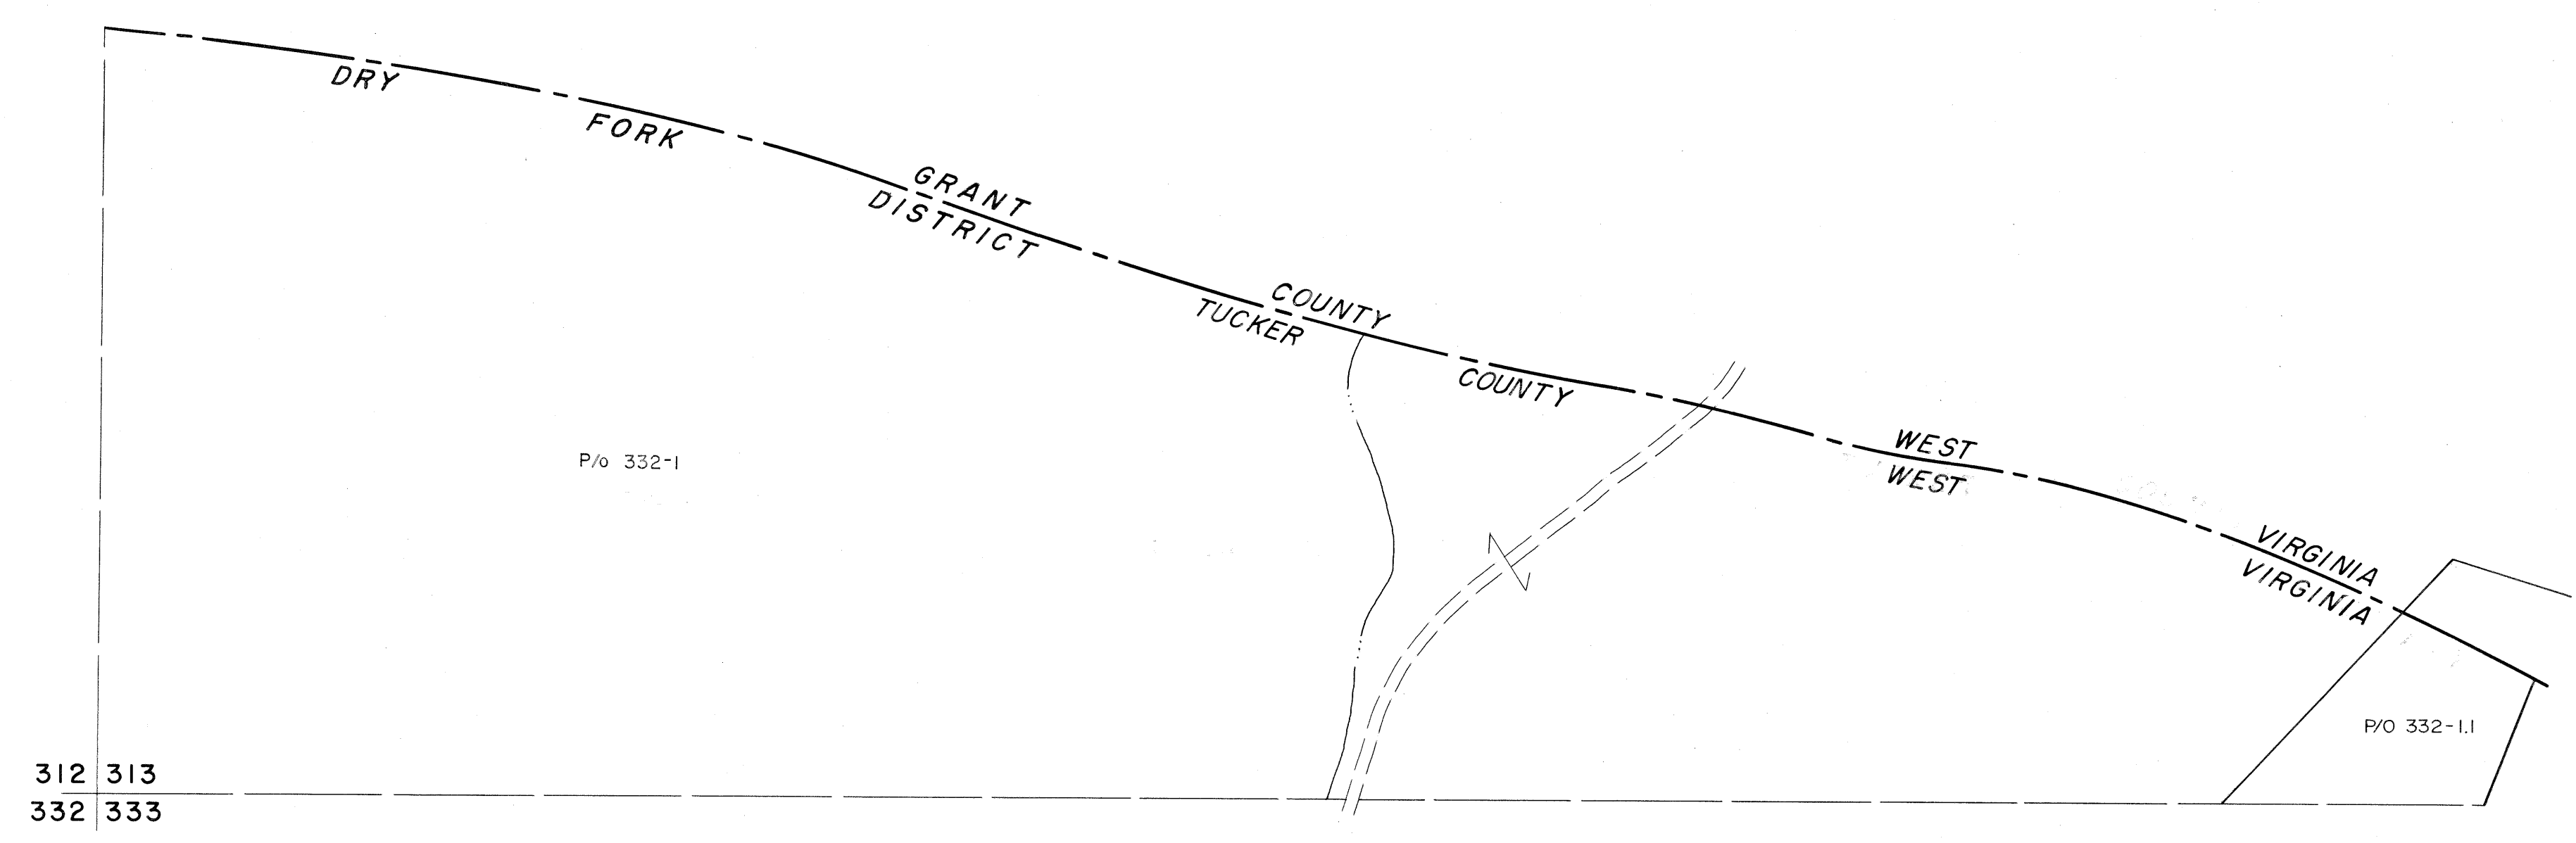 GRANT COUNTY WEST VIRGINIA
DRY FORK DISTRICT TUCKER COUNTY WEST VIRGINIA
P/o 332-1
P/O 332-1.1
312 313
332 333